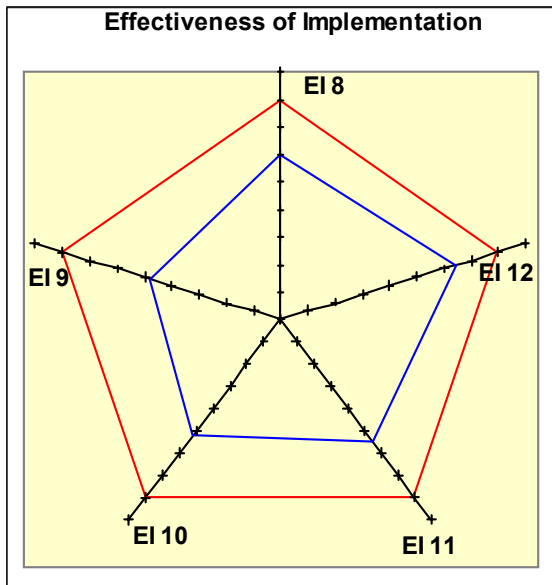 Effectiveness of Implementation
EI 8
EI 9
EI 12
EI 10
EI 11